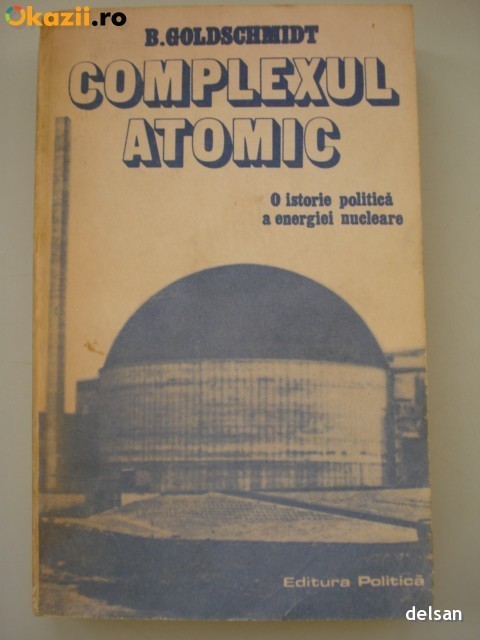 Okazii.ro
B.GOLDSCHMIDT
COMPLEXUL
ATOMIC
O istorie politică
a energiei nucleare
Editura Politică
delsan